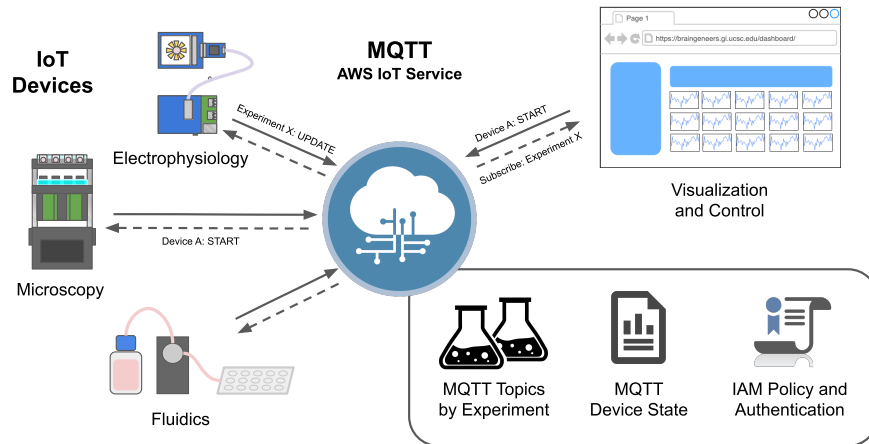 IoT
Devices
MQTT
AWS IoT Service
Page 1
https://braingeneers.gi.ucsc.edu/dashboard/
Experiment X: UPDATE
Device A: START
Subscribe: Experiment X
Electrophysiology
Visualization
and Control
Device A: START
Microscopy
Fluidics
MQTT Topics
by Experiment
MQTT
Device State
IAM Policy and
Authentication